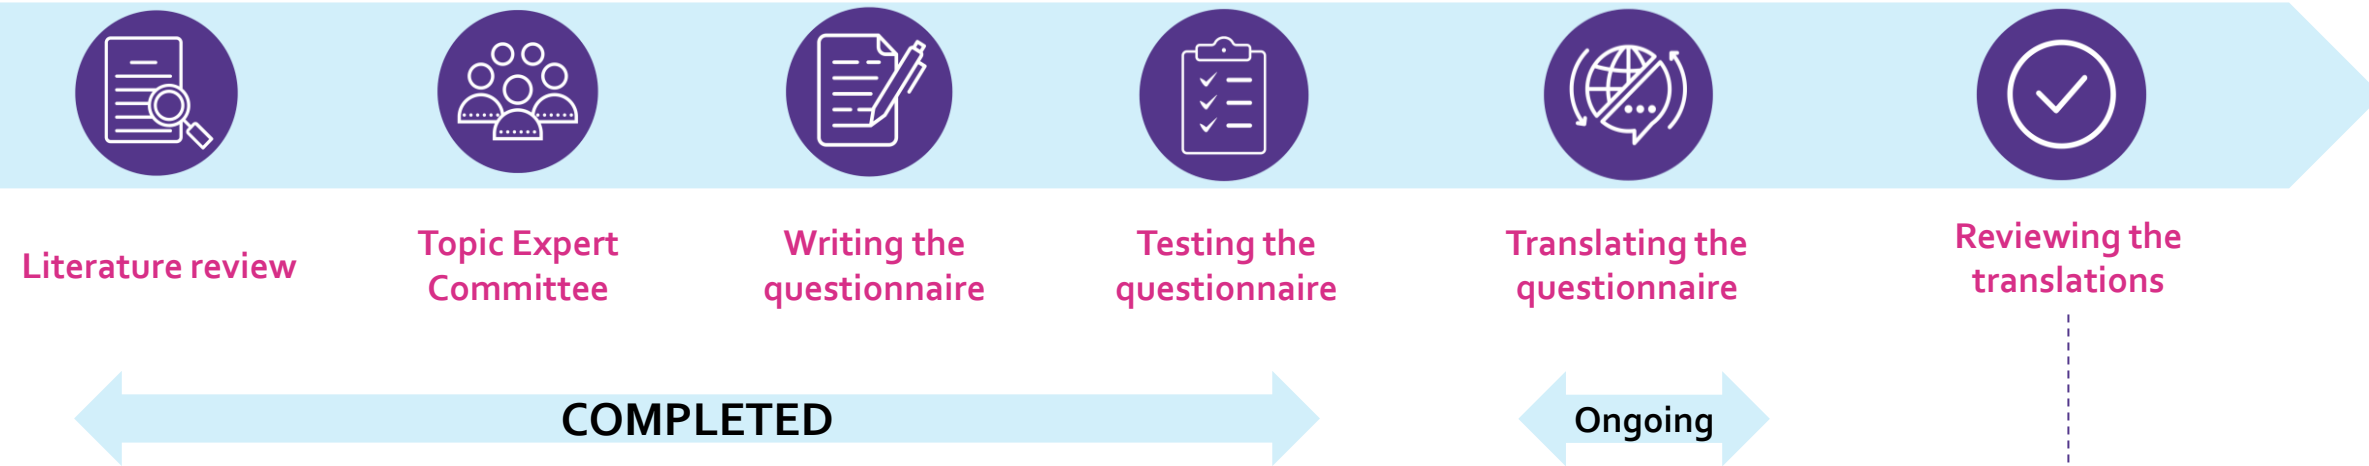 Literature review
Topic Expert
Committee
Writing the
questionnaire
Testing the
questionnaire
Translating the
questionnaire
Reviewing the
translations
COMPLETED
Ongoing